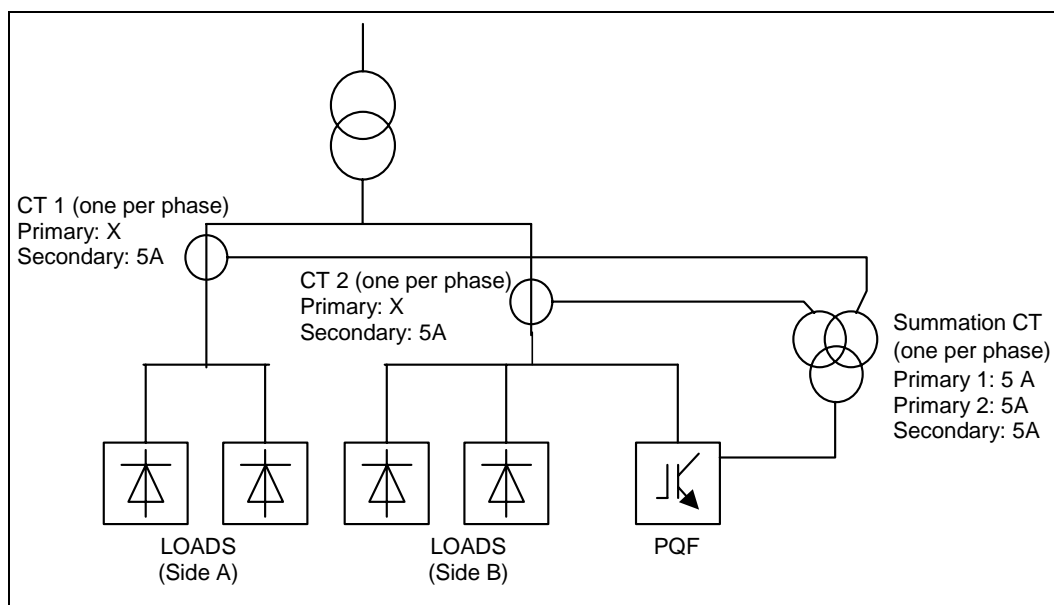 CT 1 (one per phase)
Primary: X
Secondary: 5A
CT 2 (one per phase)
Primary: X
Secondary: 5A
Summation CT
(one per phase)
Primary 1: 5 A
Primary 2: 5A
Secondary: 5A
LOADS
(Side A)
LOADS
(Side B)
PQF